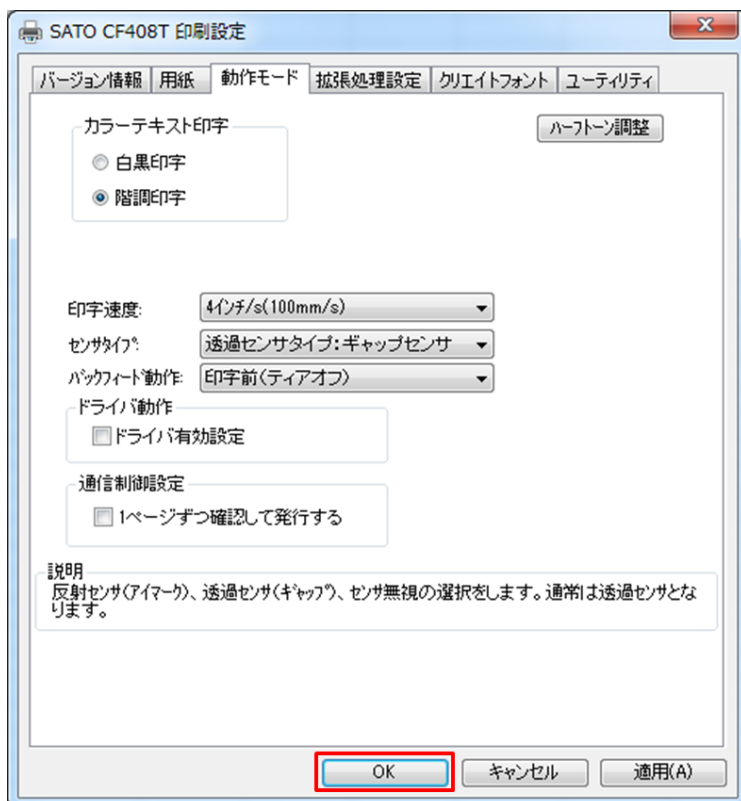 SATO CF408T 印刷設定
バージョン情報 用紙 動作モード 拡張処理設定 クリエイトフォント ユーティリティ
カラーテキスト印字
ハーフトーン調整
白黒印字
階調印字
印字速度: 4インチ/s(100mm/s)
センサタイプ: 透過センサタイプ:ギャップセンサ
バックフィード動作: 印字前(ティアオフ)
ドライバ動作
ドライバ有効設定
通信制御設定
1ページずつ確認して発行する
説明
反射センサ(アイマーク)、透過センサ(ギャップ)、センサ無視の選択をします。通常は透過センサとな
ります。
OK キャンセル 適用(A)